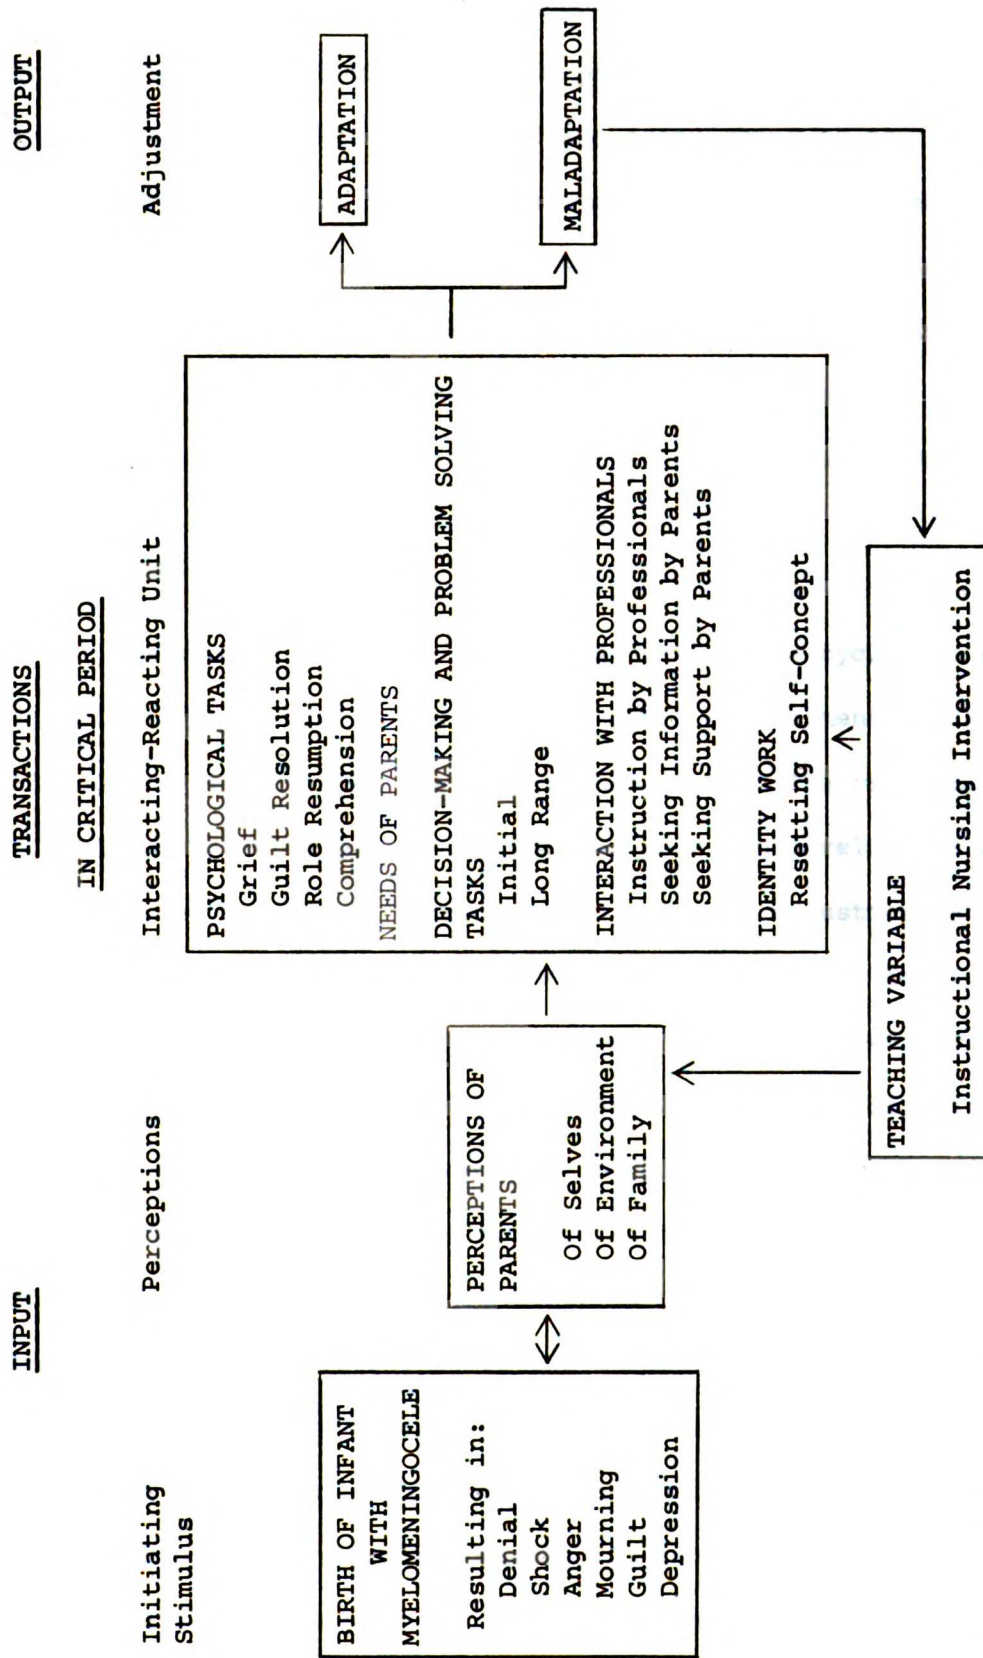 INPUT
TRANSACTIONS
IN CRITICAL PERIOD
OUTPUT
Initiating
Stimulus
Perceptions
Interacting-Reacting Unit
Adjustment
BIRTH OF INFANT
WITH
MYELOMENINGOCELE
Resulting in:
Denial
Shock
Anger
Mourning
Guilt
Depression
PERCEPTIONS OF
PARENTS
Of Selves
Of Environment
Of Family
PSYCHOLOGICAL TASKS
Grief
Guilt Resolution
Role Resumption
Comprehension
NEEDS OF PARENTS
DECISION-MAKING AND PROBLEM SOLVING
TASKS
Initial
Long Range
INTERACTION WITH PROFESSIONALS
Instruction by Professionals
Seeking Information by Parents
Seeking Support by Parents
IDENTITY WORK
Resetting Self-Concept
ADAPTATION
MALADAPTATION
TEACHING VARIABLE
Instructional Nursing Intervention